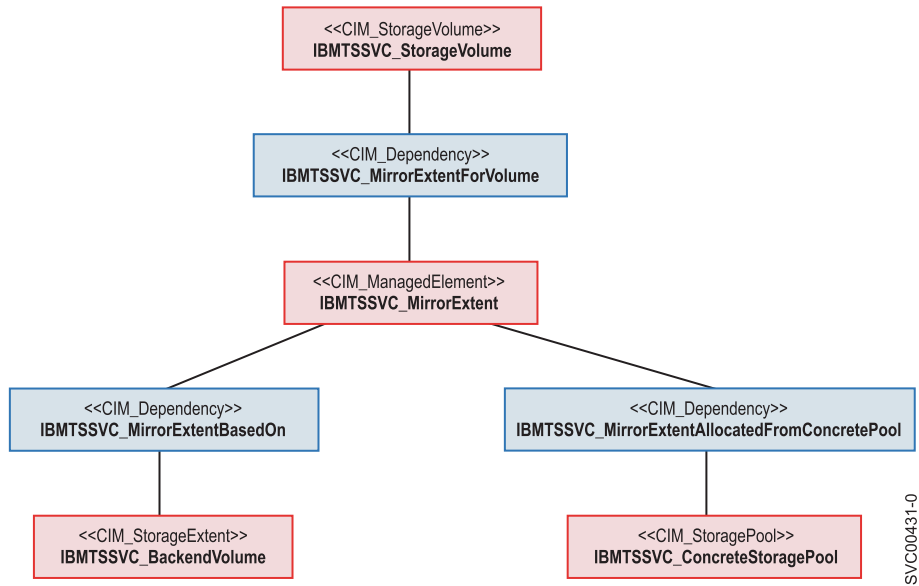 <<CIM_StorageVolume>>
IBMTSSVC_StorageVolume
<<CIM_Dependency>>
IBMTSSVC_MirrorExtentForVolume
<<CIM_ManagedElement>>
IBMTSSVC_MirrorExtent
<<CIM_Dependency>>
IBMTSSVC_MirrorExtentBasedOn
<<CIM_Dependency>>
IBMTSSVC_MirrorExtentAllocatedFromConcretePool
<<CIM_StorageExtent>>
IBMTSSVC_BackendVolume
<<CIM_StoragePool>>
IBMTSSVC_ConcreteStoragePool
SVC00431-0